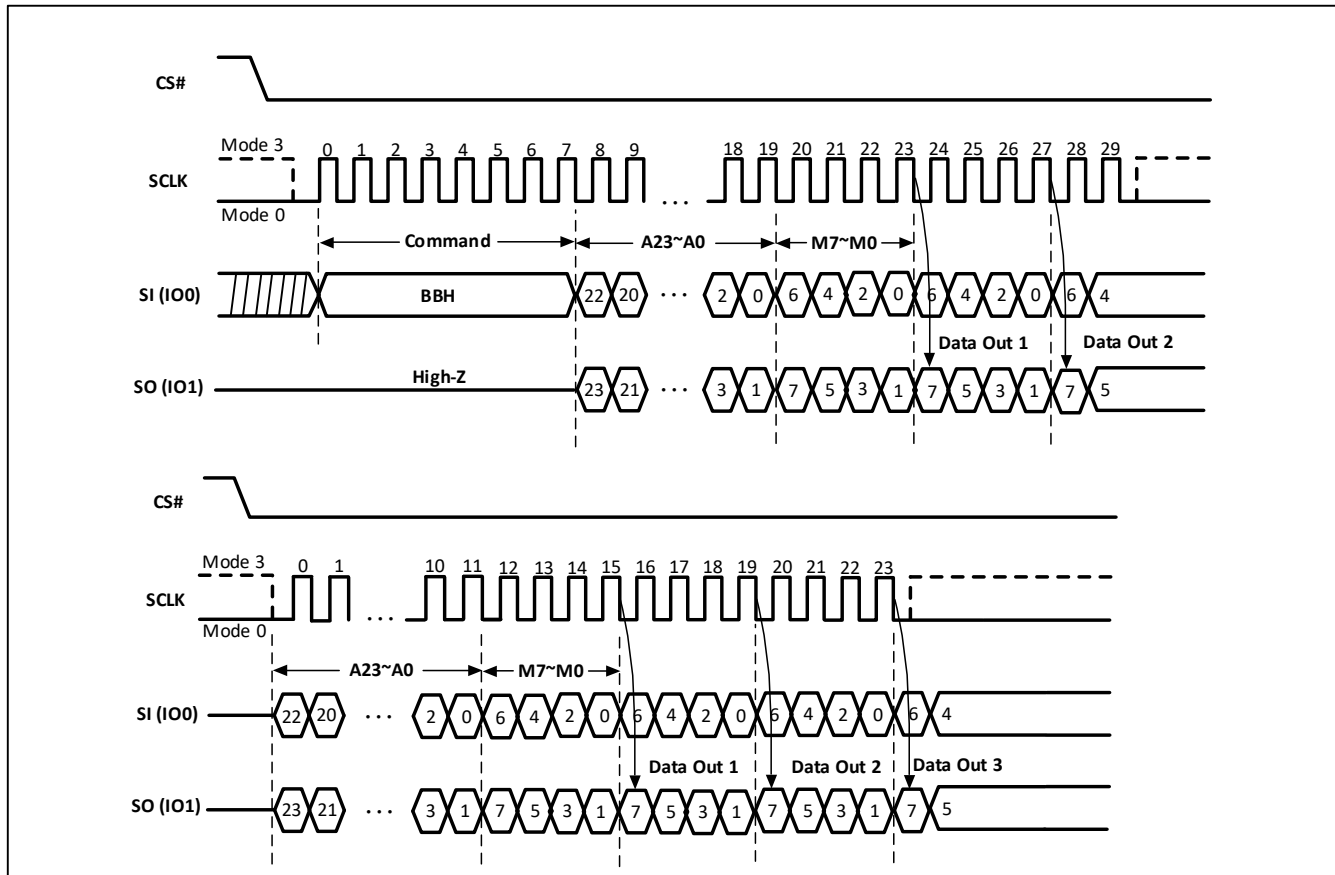 CS#
Mode 3 0 1 2 3 4 5 6 7 8 9 18 19 20 21 22 23 24 25 26 27 28 29
SCLK ...
Mode 0
Command A23~A0 M7~M0
SI (IO0) BBH 22 20 ... 2 0 6 4 2 0 6 4 2 0 6 4
Data Out 1 Data Out 2
SO (IO1) High-Z 23 21 ... 3 1 7 5 3 1 7 5 3 1 7 5
CS#
Mode 3 0 1 10 11 12 13 14 15 16 17 18 19 20 21 22 23
SCLK ...
Mode 0
A23~A0 M7~M0
SI (IO0) 22 20 ... 2 0 6 4 2 0 6 4 2 0 6 4 2 0 6 4
Data Out 1 Data Out 2 Data Out 3
SO (IO1) 23 21 ... 3 1 7 5 3 1 7 5 3 1 7 5 3 1 7 5